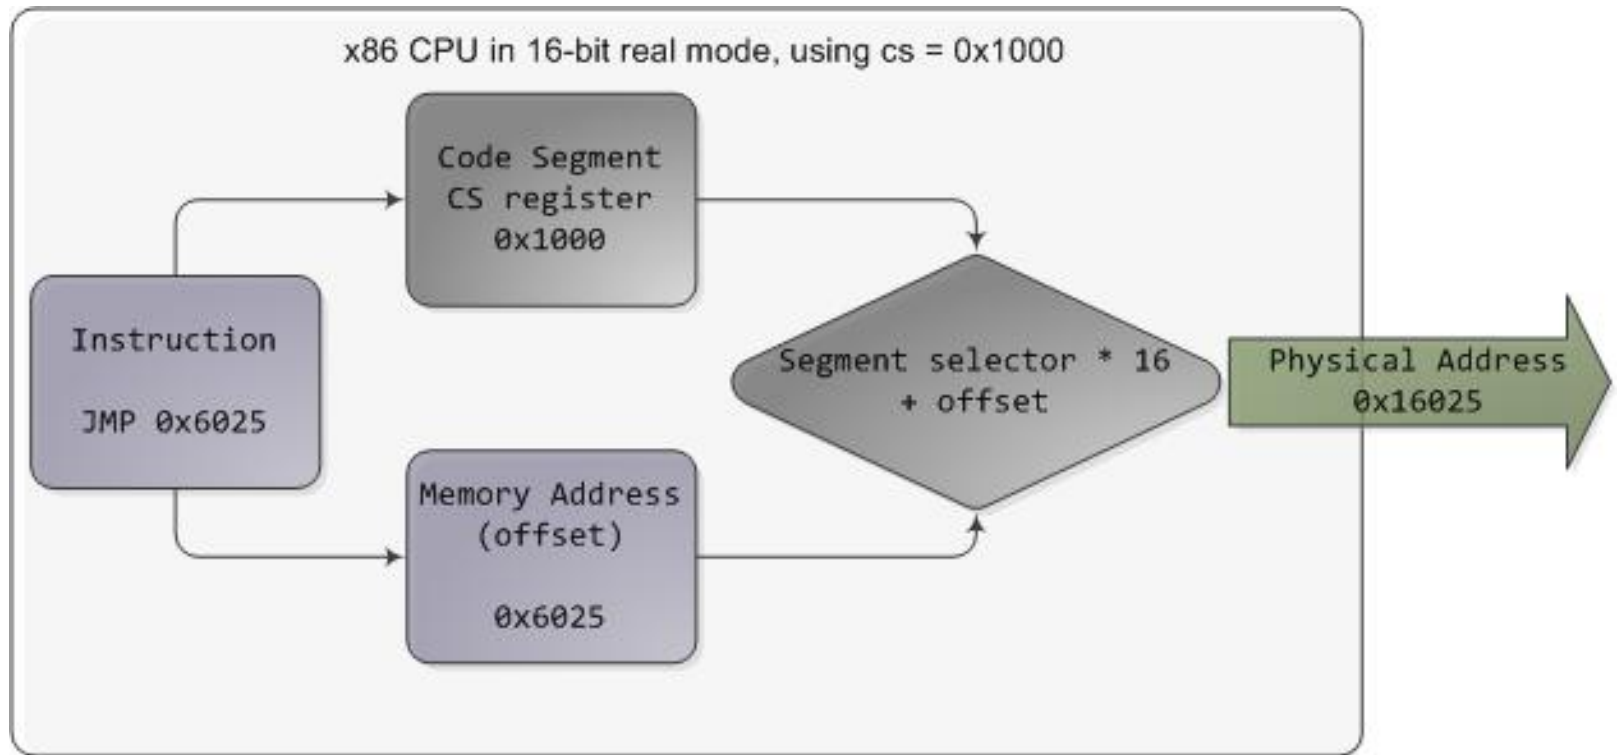 x86 CPU in 16-bit real mode, using cs = 0x1000
Code Segment
CS register
0x1000
Instruction
JMP 0x6025
Memory Address
(offset)
0x6025
Segment selector * 16
+ offset
Physical Address
0x16025